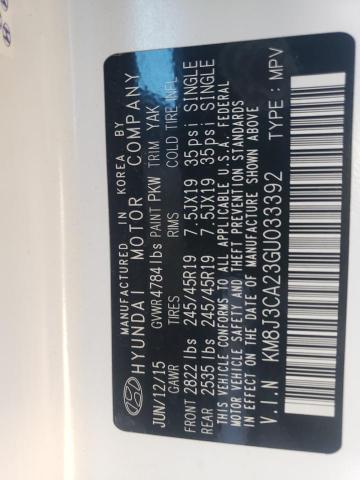 MANUFACTURED IN KOREA BY
HYUNDAI MOTOR COMPANY
JUN/12/15 GVWR 4784 lbs PAINT PKW TRIM YAK
GAWR TIRES RIMS COLD TIRE INFL
FRONT 2822 lbs 245/45R19 7.5JX19 35psi SINGLE
REAR 2535 lbs 245/45R19 7.5JX19 35psi SINGLE
THIS VEHICLE CONFORMS TO ALL APPLICABLE U.S.A. FEDERAL
MOTOR VEHICLE SAFETY AND THEFT PREVENTION STANDARDS
IN EFFECT ON THE DATE OF MANUFACTURE SHOWN ABOVE
V.I.N KM8J3CA23GU033392 TYPE: MPV